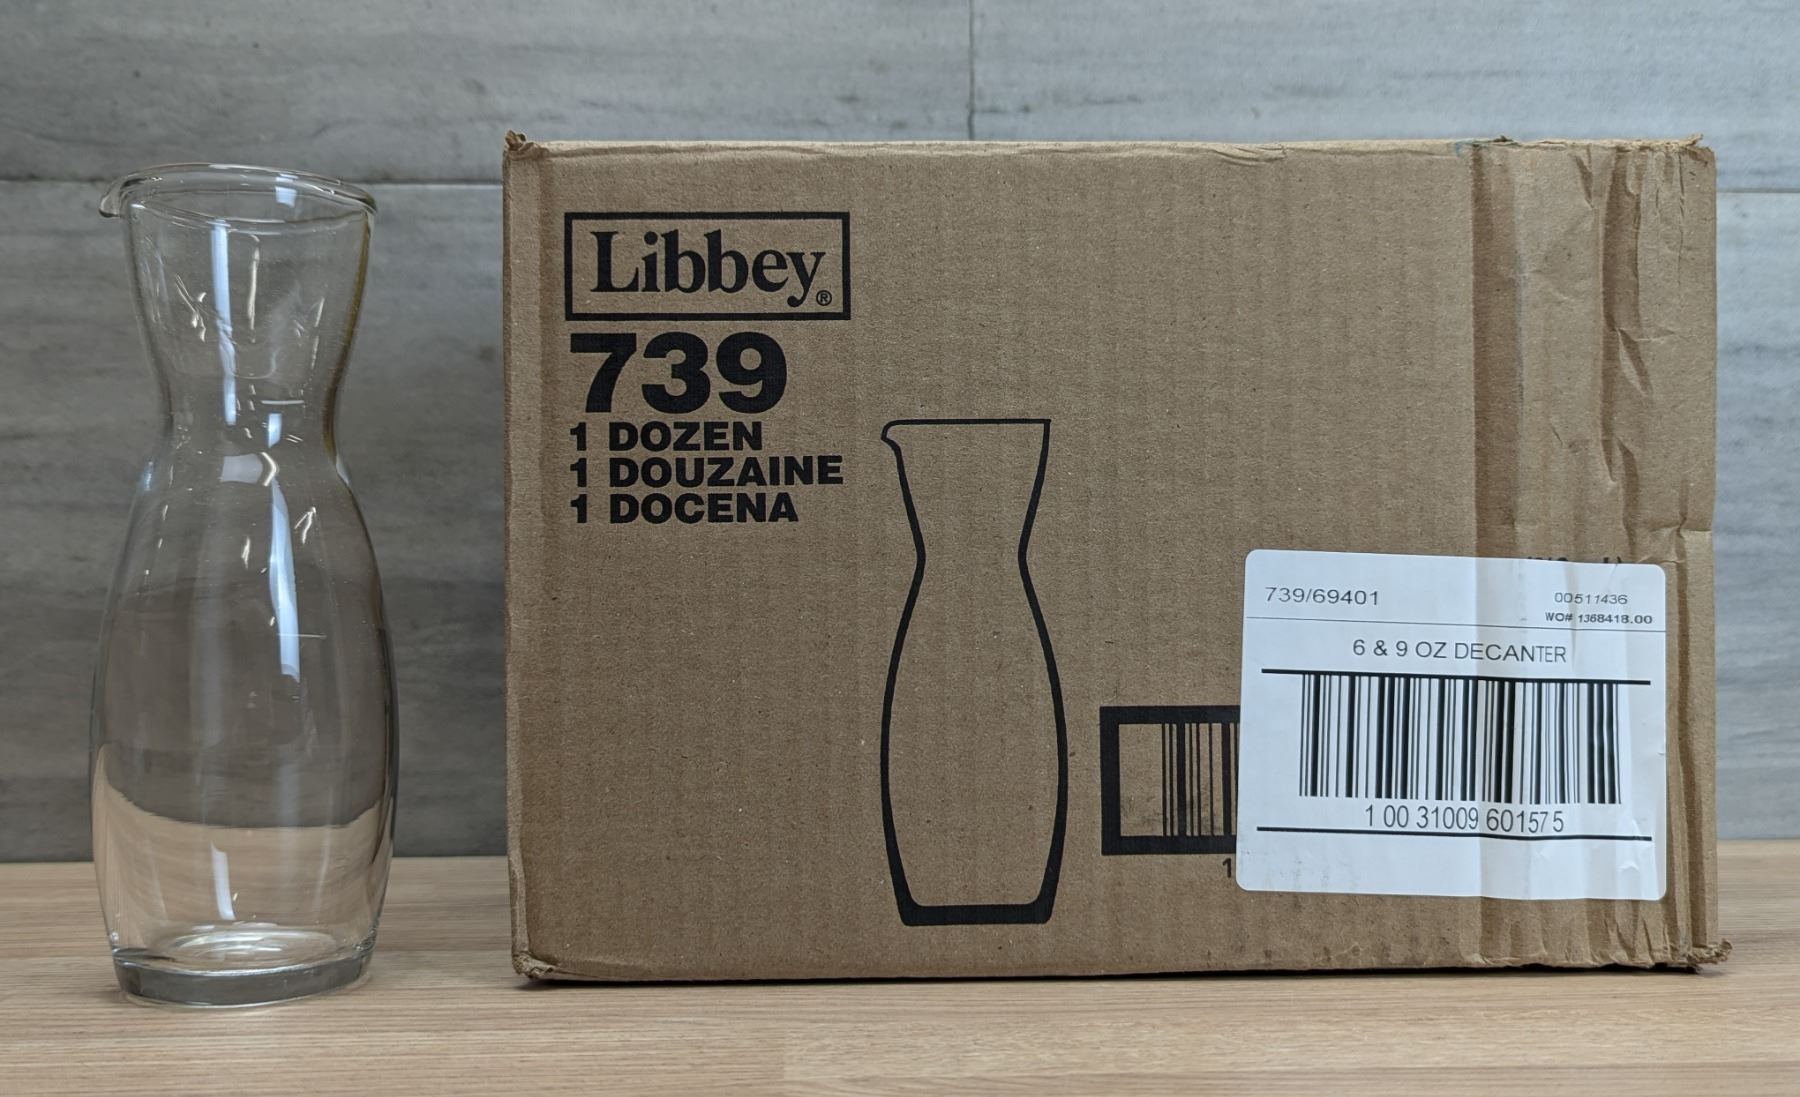 Libbey®
739
1 DOZEN
1 DOUZAINE
1 DOCENA
739/69401
00511436
WO# 1368418.00
6 & 9 OZ DECANTER
1 00 31009 60157 5
1